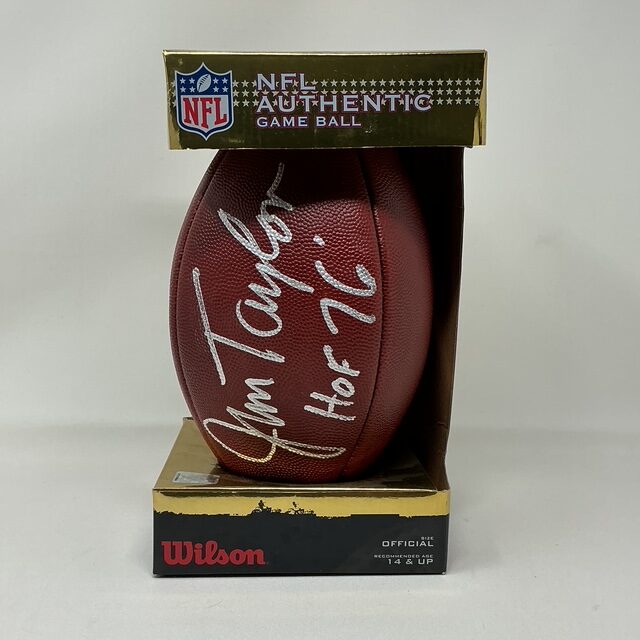 NFL
NFL
AUTHENTIC
GAME BALL
Jim Taylor
HOF 76'
Wilson
SIZE
OFFICIAL
RECOMMENDED AGE
14 & UP